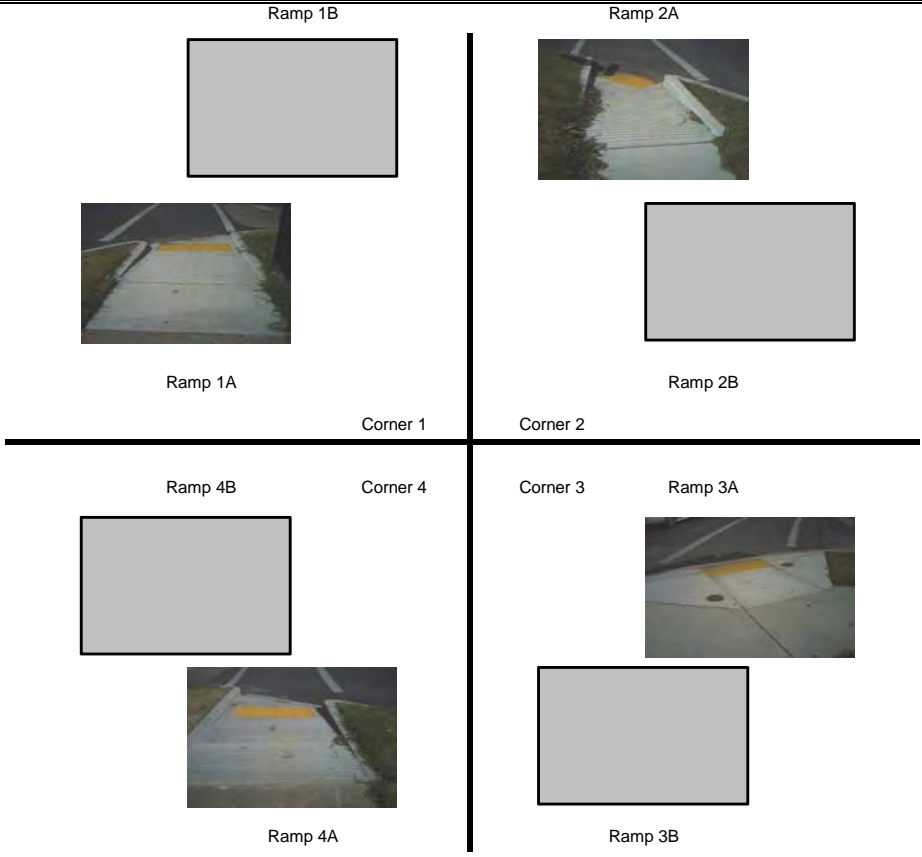 Ramp 1B
Ramp 2A
Ramp 1A
Ramp 2B
Corner 1
Corner 2
Ramp 4B
Corner 4
Corner 3
Ramp 3A
Ramp 4A
Ramp 3B